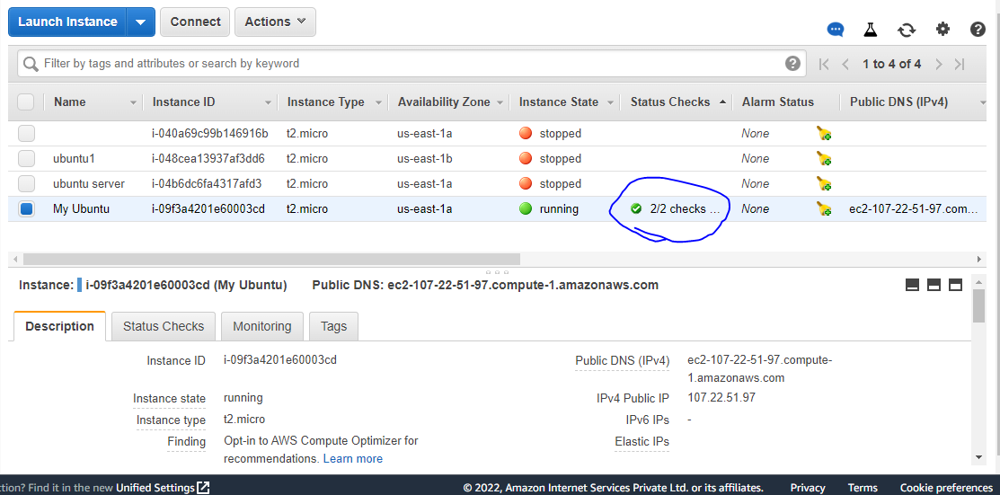 Launch Instance Connect Actions
Filter by tags and attributes or search by keyword 1 to 4 of 4
Name Instance ID Instance Type Availability Zone Instance State Status Checks Alarm Status Public DNS (IPv4)
i-040a69c99b146916b t2.micro us-east-1a stopped None
ubuntu1 i-048cea13937af3dd6 t2.micro us-east-1b stopped None
ubuntu server i-04b6dc6fa4317afd3 t2.micro us-east-1a stopped None
My Ubuntu i-09f3a4201e60003cd t2.micro us-east-1a running 2/2 checks ... None ec2-107-22-51-97.com...
Instance: i-09f3a4201e60003cd (My Ubuntu) Public DNS: ec2-107-22-51-97.compute-1.amazonaws.com
Description Status Checks Monitoring Tags
Instance ID i-09f3a4201e60003cd Public DNS (IPv4) ec2-107-22-51-97.compute-
1.amazonaws.com
Instance state running IPv4 Public IP 107.22.51.97
Instance type t2.micro IPv6 IPs -
Finding Opt-in to AWS Compute Optimizer for Elastic IPs
recommendations. Learn more
ction? Find it in the new Unified Settings © 2022, Amazon Internet Services Private Ltd. or its affiliates. Privacy Terms Cookie preferences